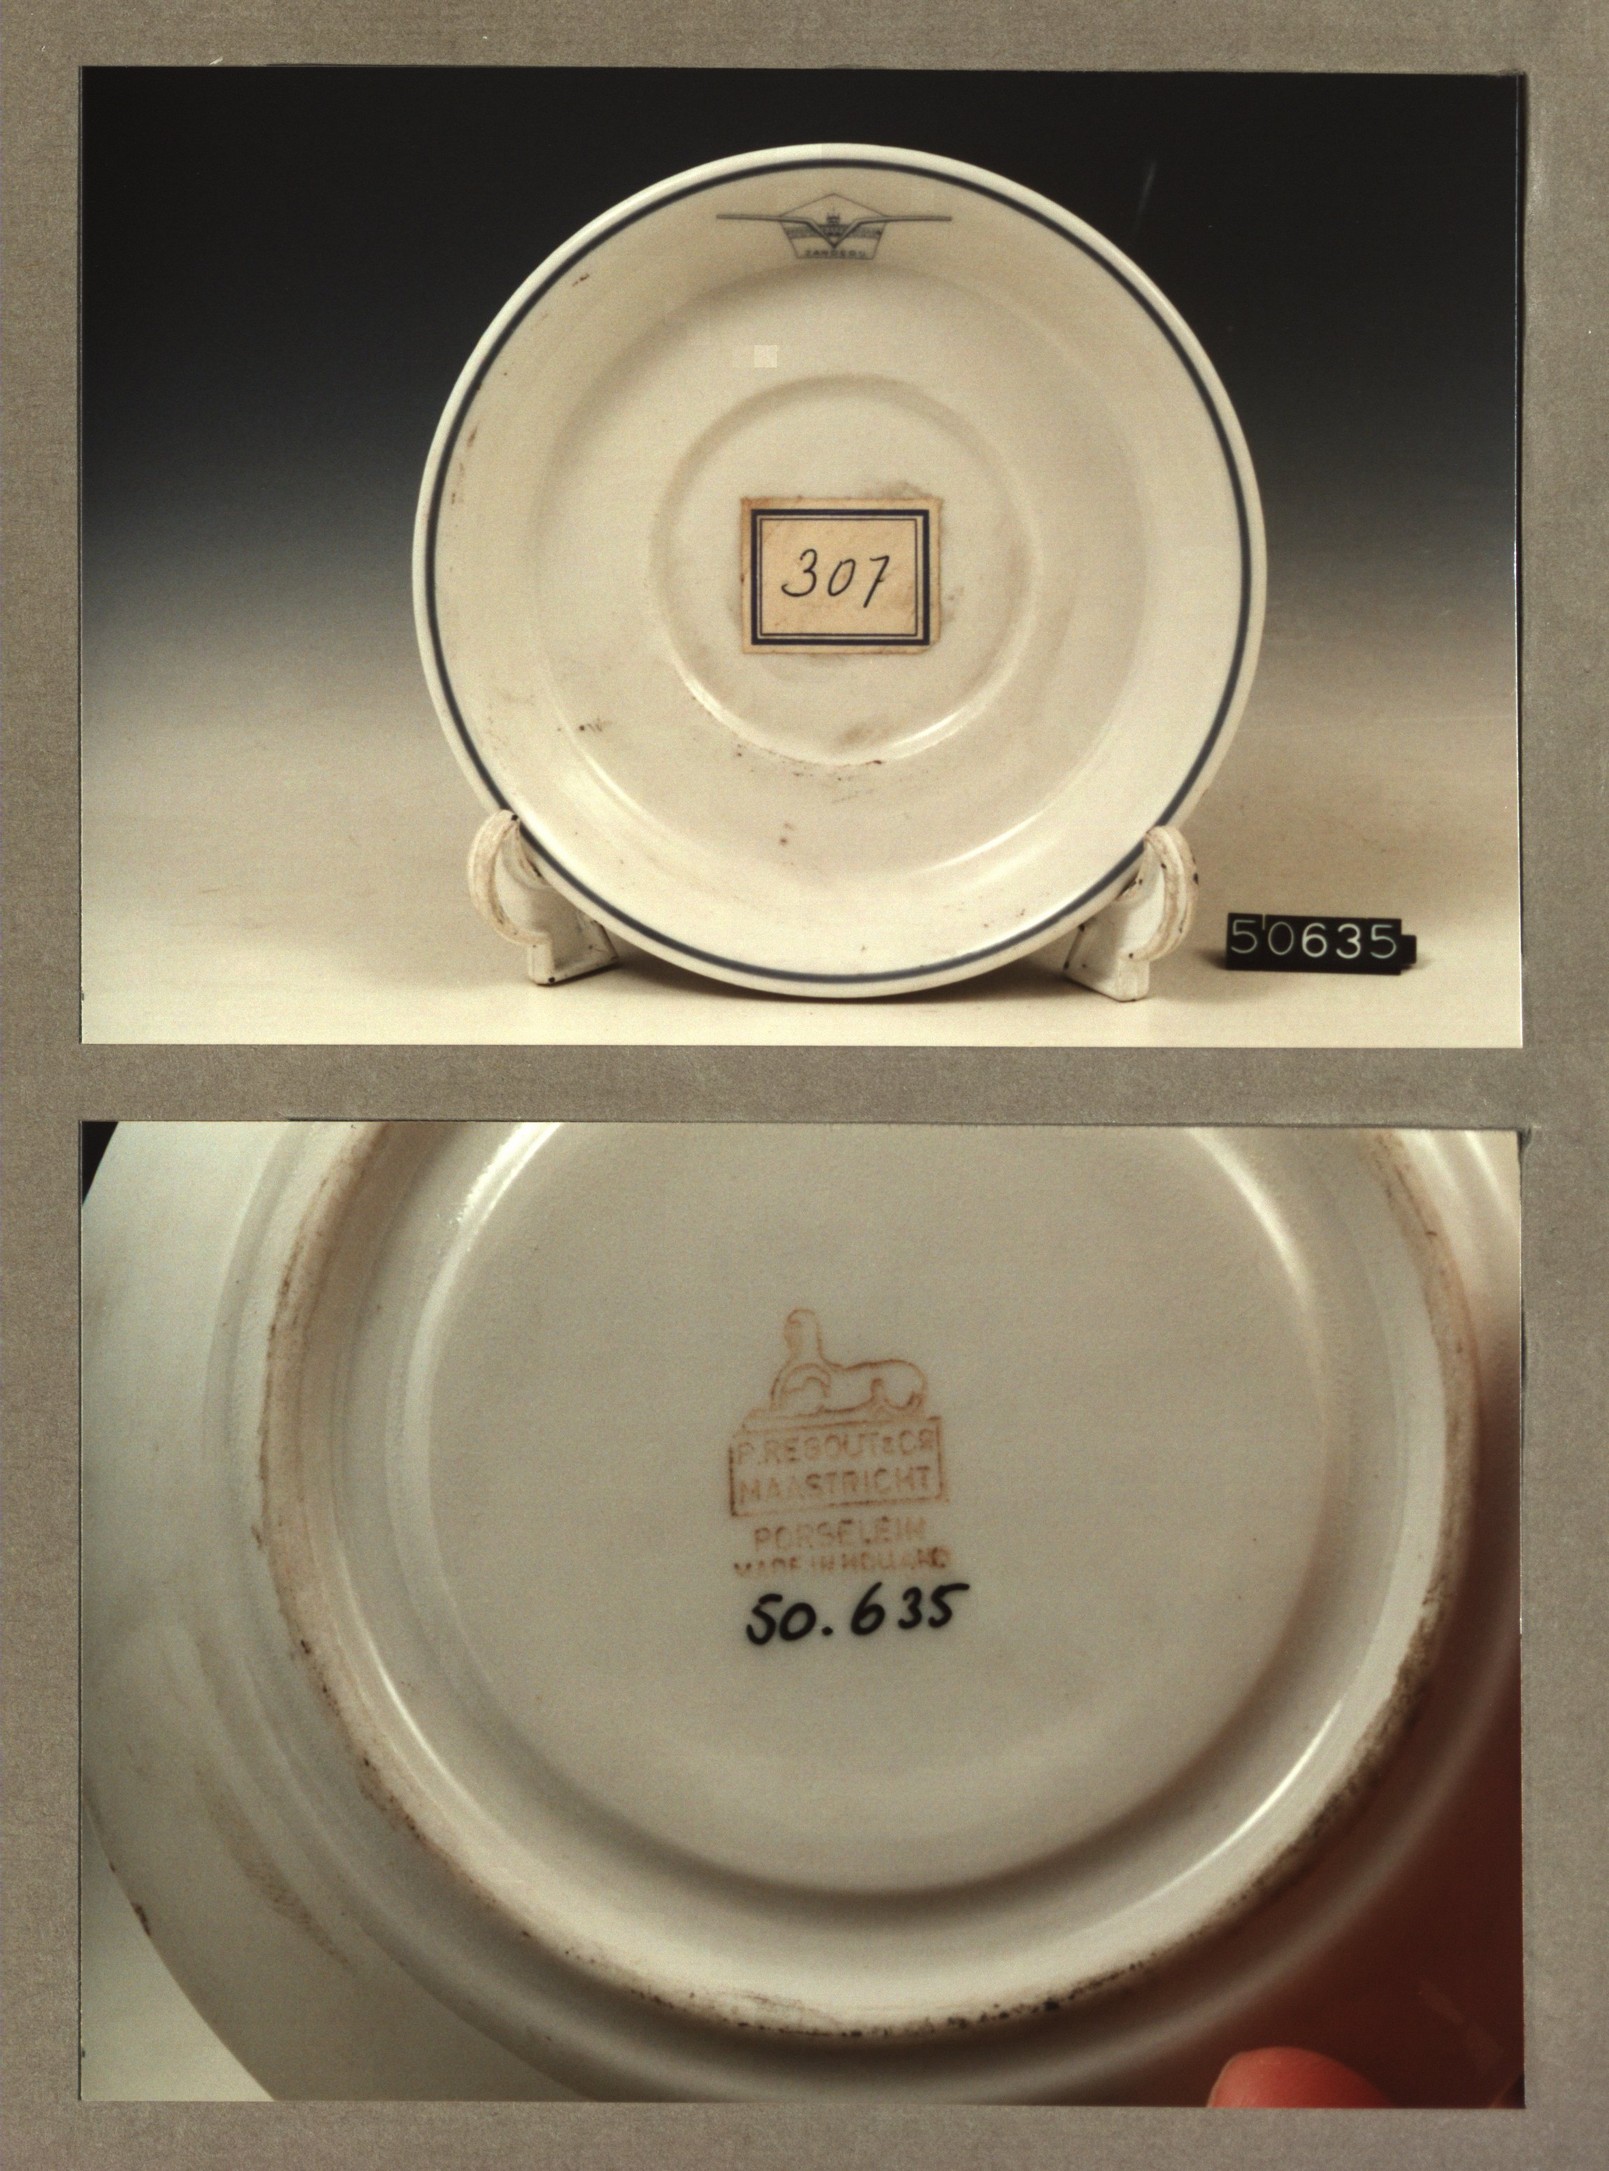 307
50635
P. REGOUT & Co
MAASTRICHT
PORSELEIN
MADE IN HOLLAND
50.635